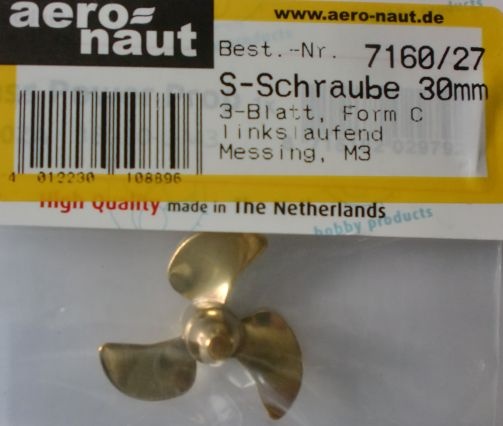 aero=
naut
www.aero-naut.de
Best.-Nr. 7160/27
S-Schraube 30mm
3-Blatt, Form C
linkslaufend
Messing, M3
4 012230 108896
High Quality made in The Netherlands
hobby products